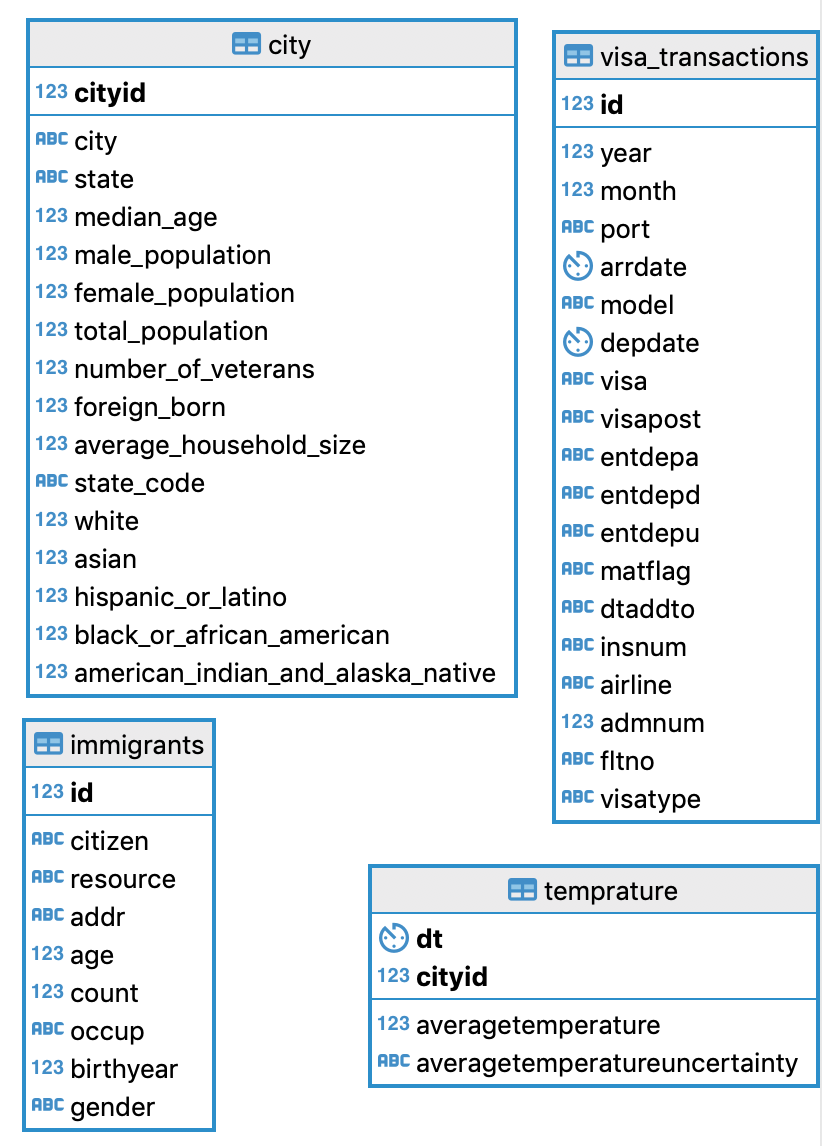 city
123 cityid
ABC city
ABC state
123 median_age
123 male_population
123 female_population
123 total_population
123 number_of_veterans
123 foreign_born
123 average_household_size
ABC state_code
123 white
123 asian
123 hispanic_or_latino
123 black_or_african_american
123 american_indian_and_alaska_native
visa_transactions
123 id
123 year
123 month
ABC port
arrdate
ABC model
depdate
ABC visa
ABC visapost
ABC entdepa
ABC entdepd
ABC entdepu
ABC matflag
ABC dtaddto
ABC insnum
ABC airline
123 admnum
ABC fltno
ABC visatype
immigrants
123 id
ABC citizen
ABC resource
ABC addr
123 age
123 count
ABC occup
123 birthyear
ABC gender
temprature
dt
123 cityid
123 averagetemperature
ABC averagetemperatureuncertainty